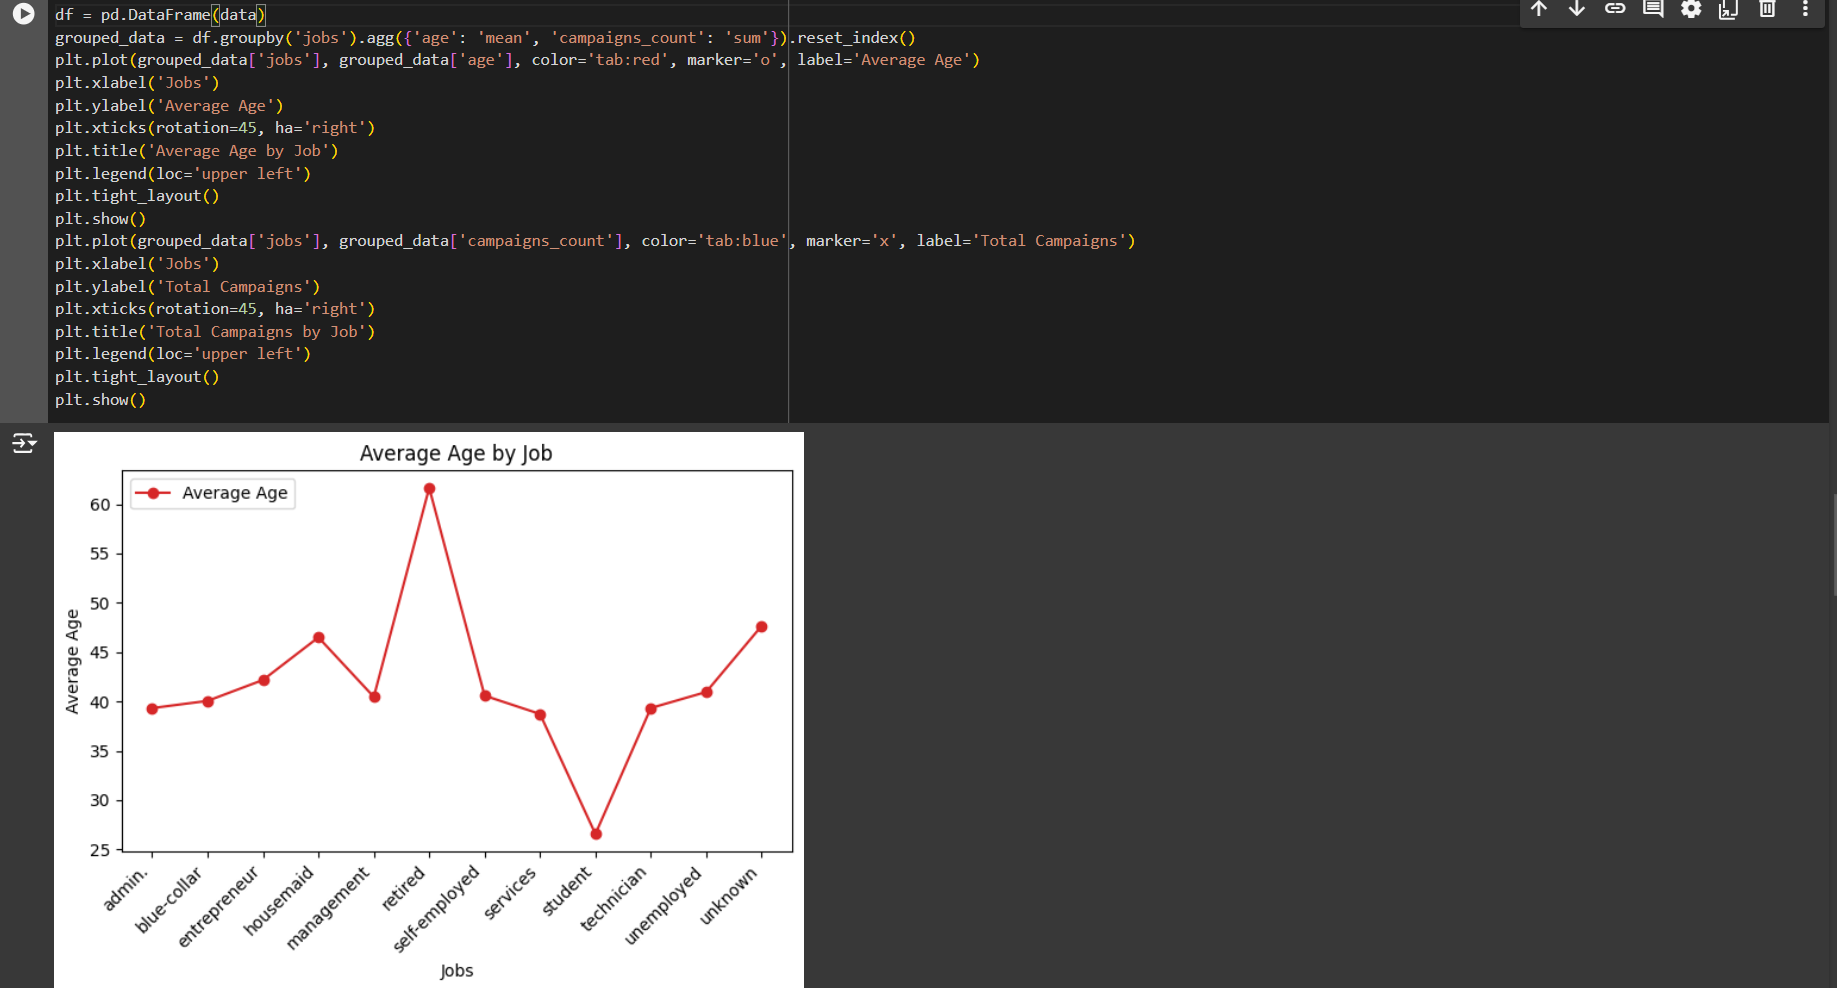 df = pd.DataFrame(data)
grouped_data = df.groupby('jobs').agg({'age': 'mean', 'campaigns_count': 'sum'}).reset_index()
plt.plot(grouped_data['jobs'], grouped_data['age'], color='tab:red', marker='o', label='Average Age')
plt.xlabel('Jobs')
plt.ylabel('Average Age')
plt.xticks(rotation=45, ha='right')
plt.title('Average Age by Job')
plt.legend(loc='upper left')
plt.tight_layout()
plt.show()
plt.plot(grouped_data['jobs'], grouped_data['campaigns_count'], color='tab:blue', marker='x', label='Total Campaigns')
plt.xlabel('Jobs')
plt.ylabel('Total Campaigns')
plt.xticks(rotation=45, ha='right')
plt.title('Total Campaigns by Job')
plt.legend(loc='upper left')
plt.tight_layout()
plt.show()
Average Age by Job
Average Age
60
55
50
45
40
35
30
25
Average Age
admin.
blue-collar
entrepreneur
housemaid
management
retired
self-employed
services
student
technician
unemployed
unknown
Jobs